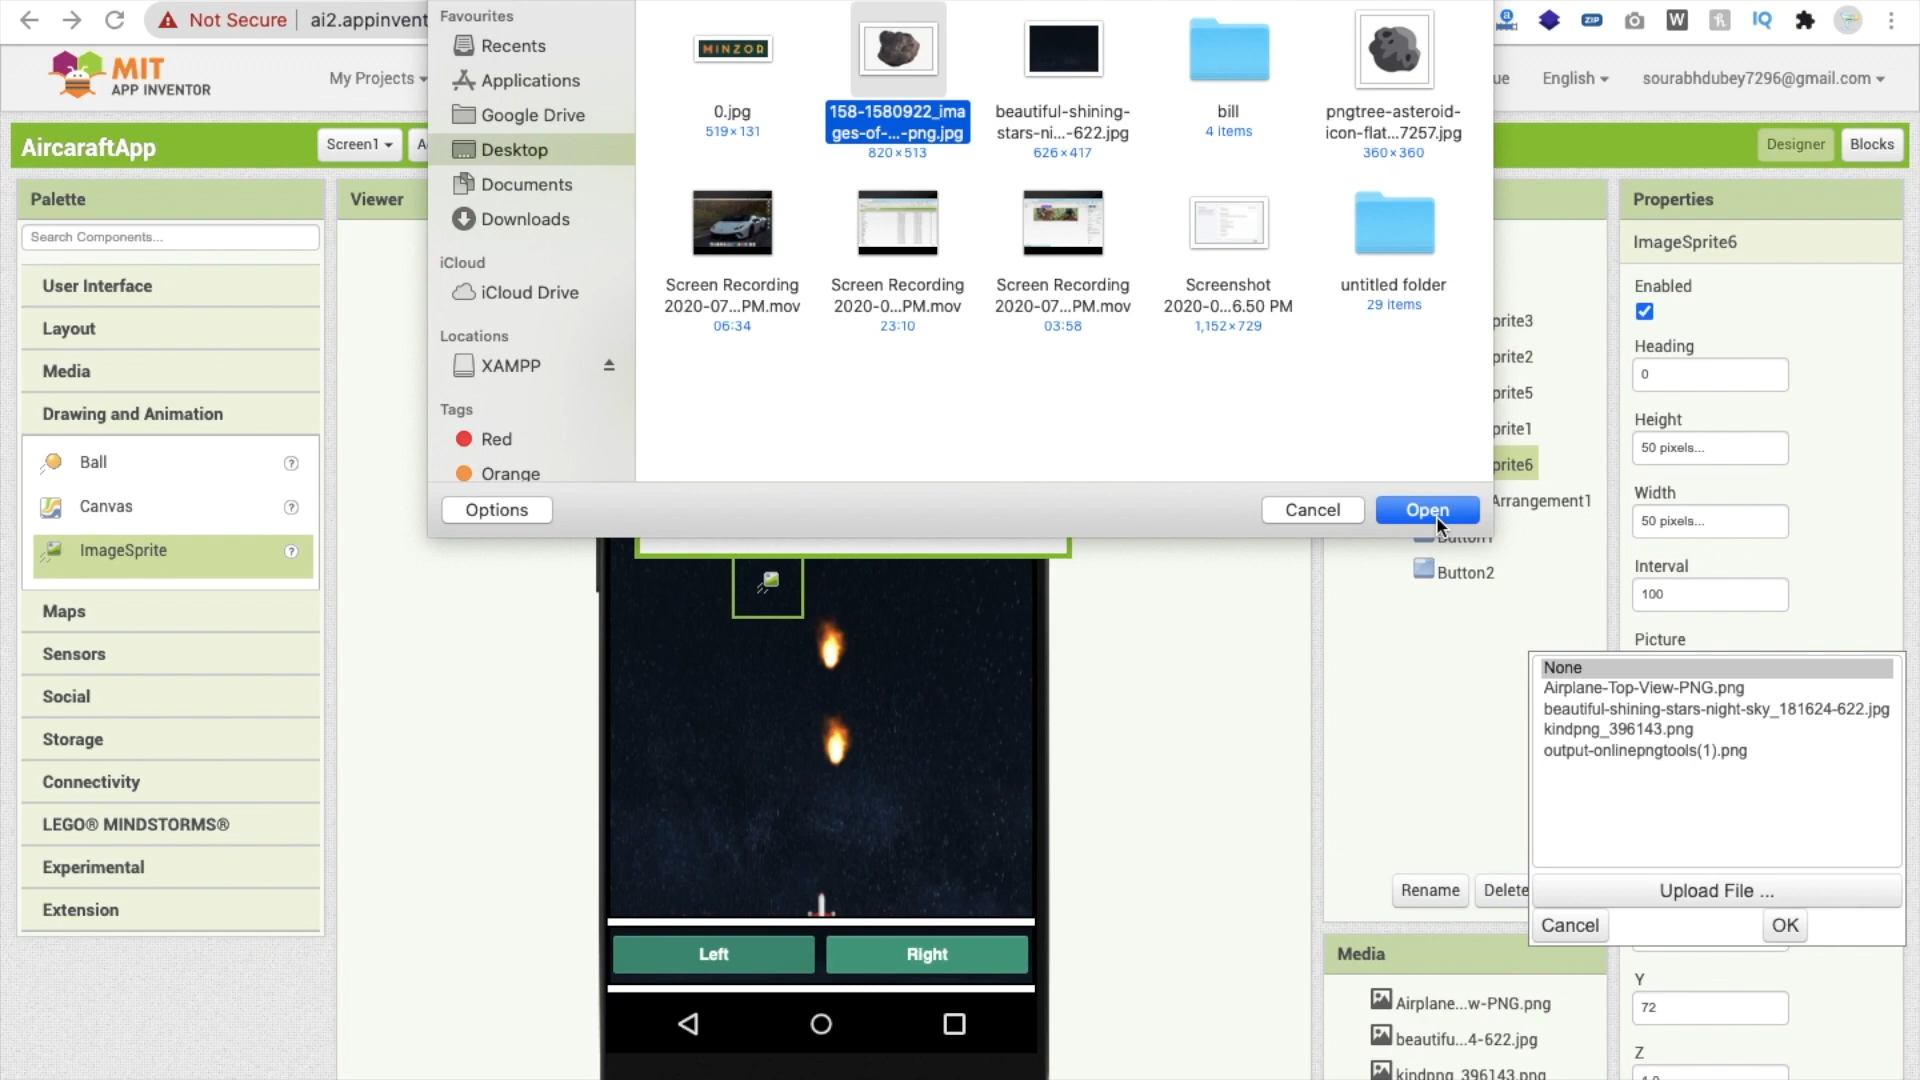 Not Secure
ai2.appinvent
MIT
APP INVENTOR
My Projects
English
sourabhdubey7296@gmail.com
AircaraftApp
Screen1
Designer
Blocks
Palette
Search Components...
User Interface
Layout
Media
Drawing and Animation
Ball
Canvas
ImageSprite
Maps
Sensors
Social
Storage
Connectivity
LEGO® MINDSTORMS®
Experimental
Extension
Viewer
Favourites
Recents
Applications
Google Drive
Desktop
Documents
Downloads
iCloud
iCloud Drive
Locations
XAMPP
Tags
Red
Orange
MINZOD
0.jpg
519×131
158-1580922_ima
ges-of-...-png.jpg
820×513
beautiful-shining-
stars-ni...-622.jpg
626×417
bill
4 items
pngtree-asteroid-
icon-flat...7257.jpg
360×360
Screen Recording
2020-07...PM.mov
06:34
Screen Recording
2020-0...PM.mov
23:10
Screen Recording
2020-07...PM.mov
03:58
Screenshot
2020-0...6.50 PM
1,152×729
untitled folder
29 items
Options
Cancel
Open
Left
Right
prite3
prite2
prite5
prite1
prite6
Arrangement1
Button1
Button2
Rename
Delete
Media
Airplane...w-PNG.png
beautifu...4-622.jpg
kindpng_396143.png
Properties
ImageSprite6
Enabled
Heading
0
Height
50 pixels...
Width
50 pixels...
Interval
100
Picture
None
Airplane-Top-View-PNG.png
beautiful-shining-stars-night-sky_181624-622.jpg
kindpng_396143.png
output-onlinepngtools(1).png
Upload File ...
Cancel
OK
Y
72
Z